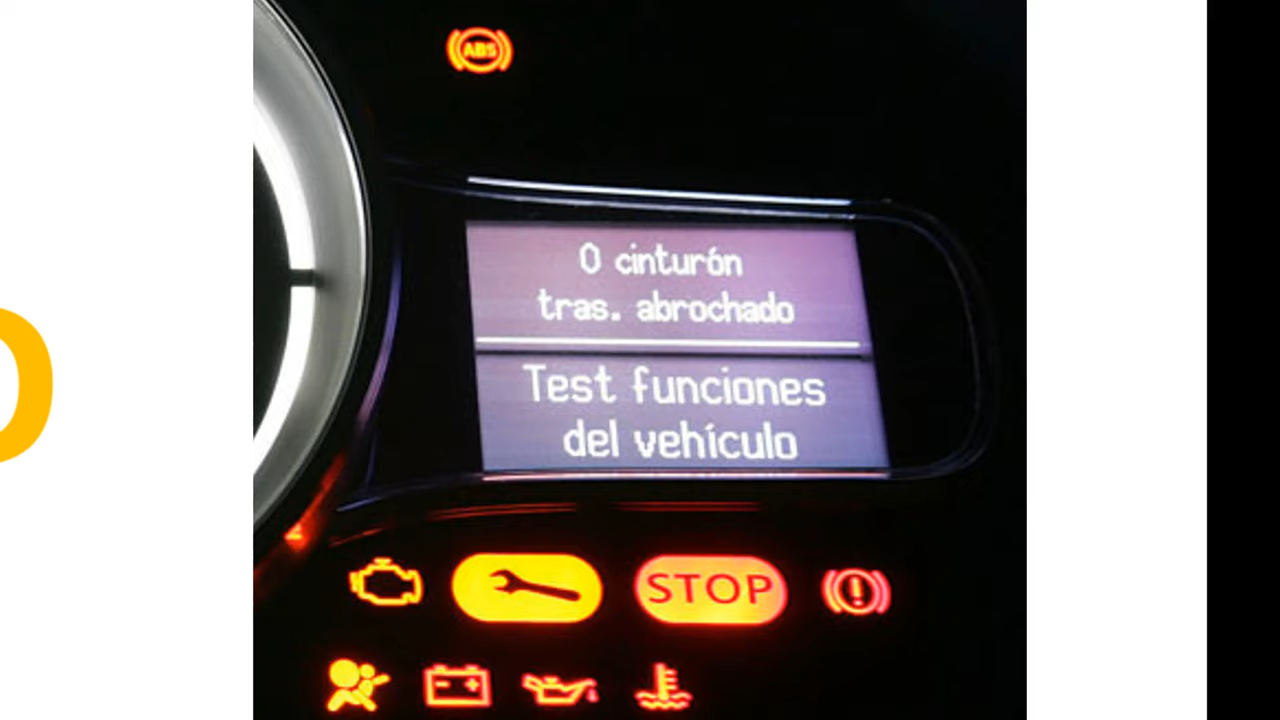 ABS
0 cinturón
tras. abrochado
Test funciones
del vehículo
STOP